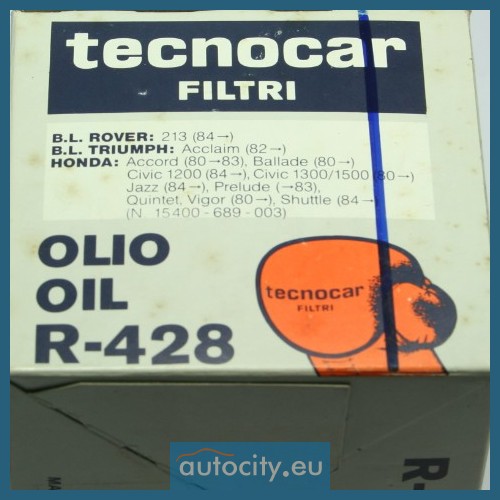 tecnocar
FILTRI
B.L. ROVER: 213 (84→)
B.L. TRIUMPH: Acclaim (82→)
HONDA: Accord (80→83), Ballade (80→)
Civic 1200 (84→), Civic 1300/1500 (80→)
Jazz (84→), Prelude (→83),
Quintet, Vigor (80→), Shuttle (84→)
(N. 15400-689-003)
OLIO
OIL
R-428
tecnocar
FILTRI
R-
MA
autocity.eu